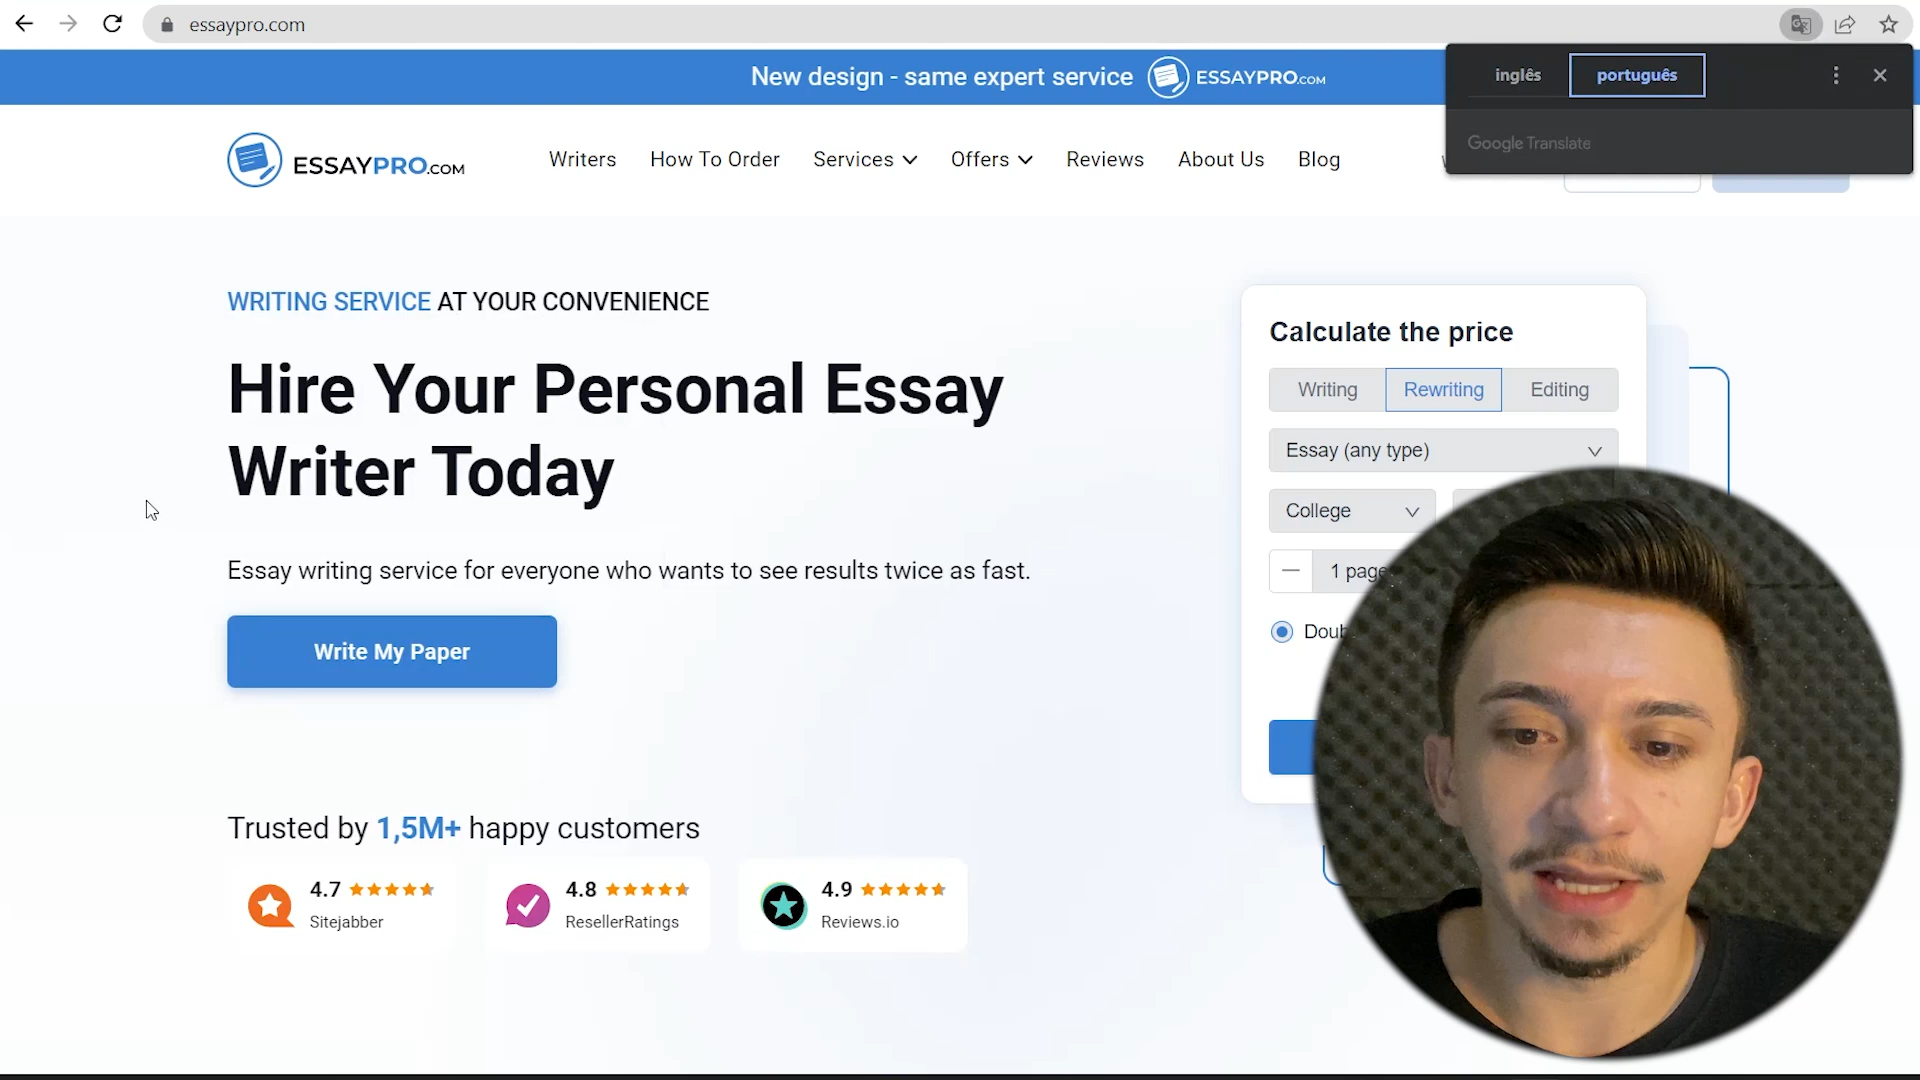 essaypro.com
New design - same expert service ESSAYPRO.COM
inglês português
Google Translate
ESSAYPRO.COM Writers How To Order Services Offers Reviews About Us Blog
WRITING SERVICE AT YOUR CONVENIENCE
Hire Your Personal Essay
Writer Today
Essay writing service for everyone who wants to see results twice as fast.
Write My Paper
Calculate the price
Writing Rewriting Editing
Essay (any type)
College
1 page
Trusted by 1,5M+ happy customers
4.7
Sitejabber
4.8
ResellerRatings
4.9
Reviews.io